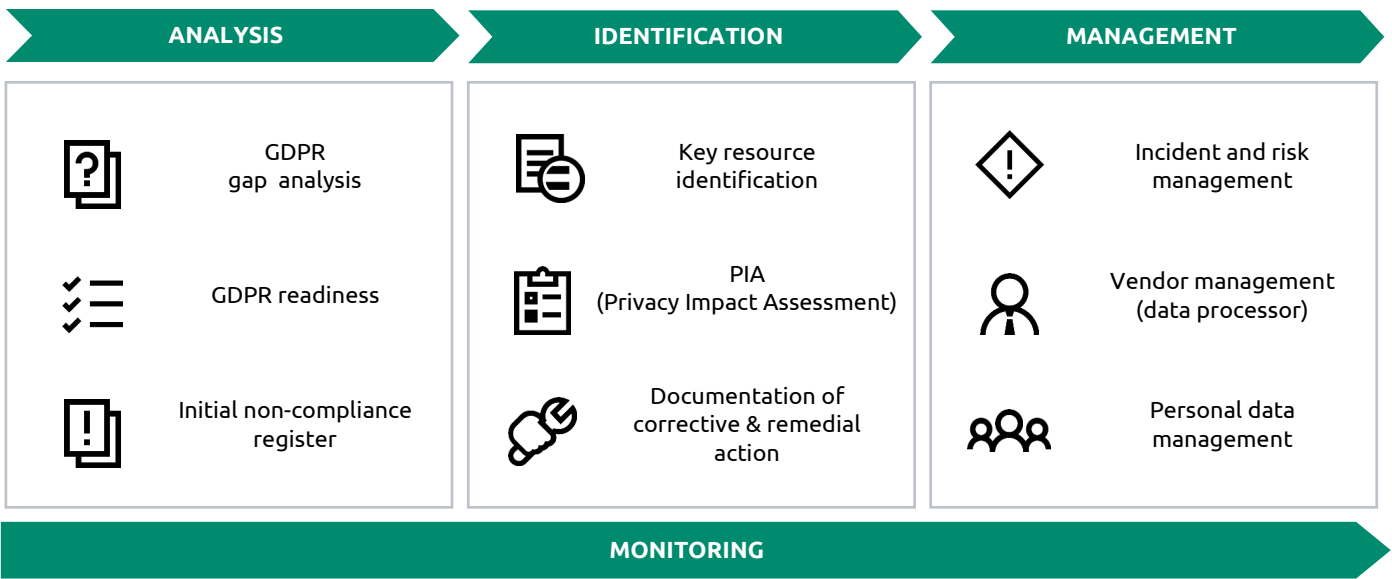 ANALYSIS
IDENTIFICATION
MANAGEMENT
GDPR
gap analysis
GDPR readiness
Initial non-compliance
register
Key resource
identification
PIA
(Privacy Impact Assessment)
Documentation of
corrective & remedial
action
Incident and risk
management
Vendor management
(data processor)
Personal data
management
MONITORING